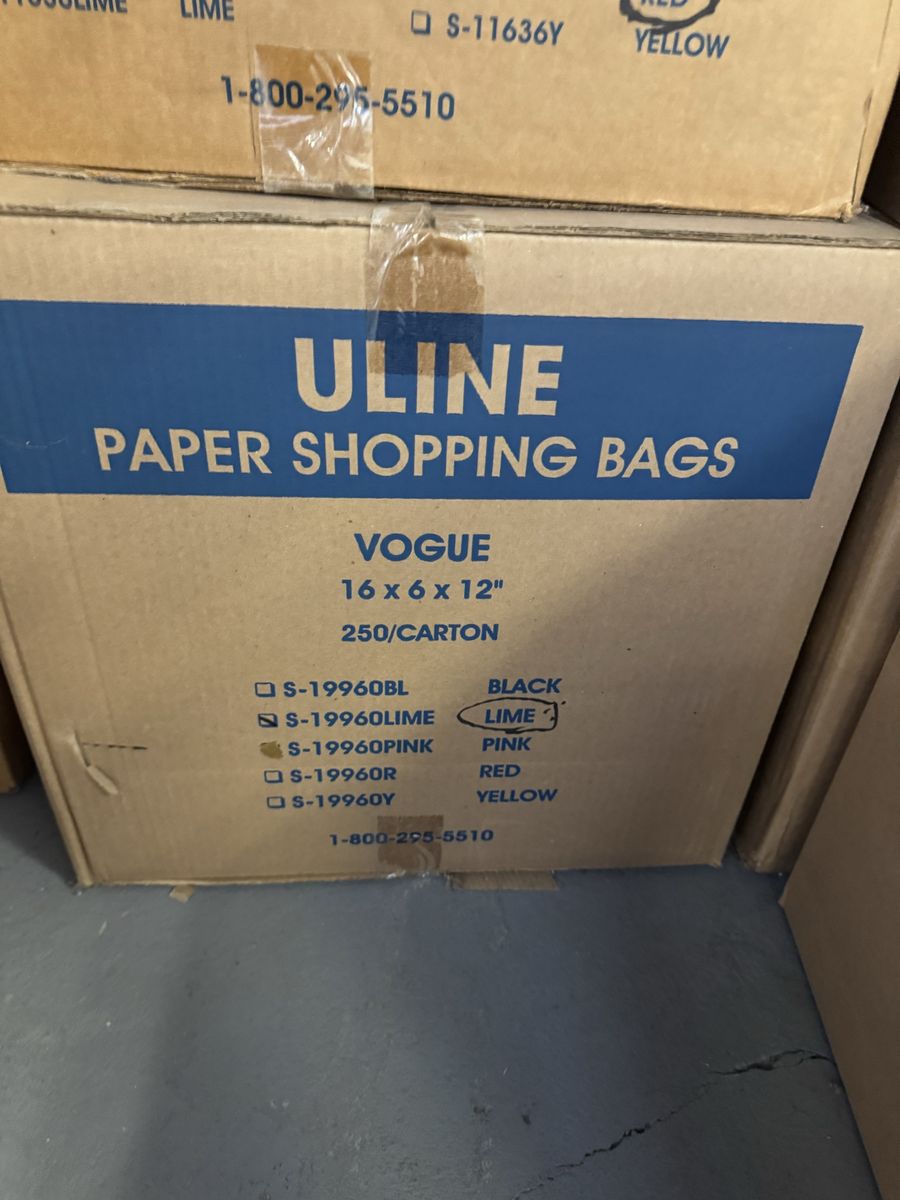 LIME
RED
☐ S-11636Y YELLOW
1-800-295-5510
ULINE
PAPER SHOPPING BAGS
VOGUE
16 x 6 x 12"
250/CARTON
☐ S-19960BL BLACK
☑ S-19960LIME LIME
S-19960PINK PINK
☐ S-19960R RED
☐ S-19960Y YELLOW
1-800-295-5510